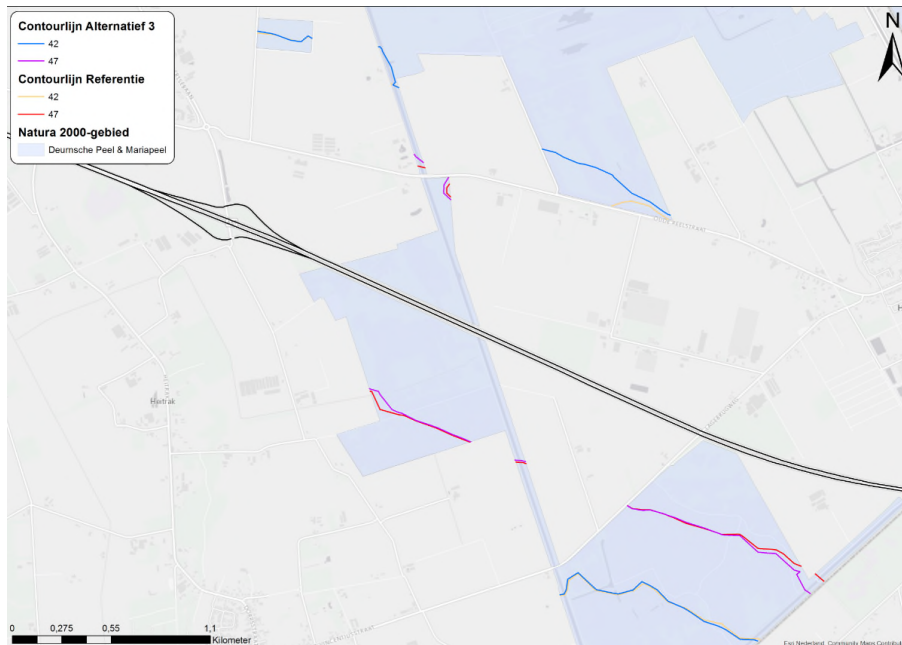 Contourlijn Alternatief 3
42
47
Contourlijn Referentie
42
47
Natura 2000-gebied
Deurnsche Peel & Mariapeel
N
Halfrak
0 0,275 0,55 1,1
Kilometer
Esri Nederland, Community Maps Contribut